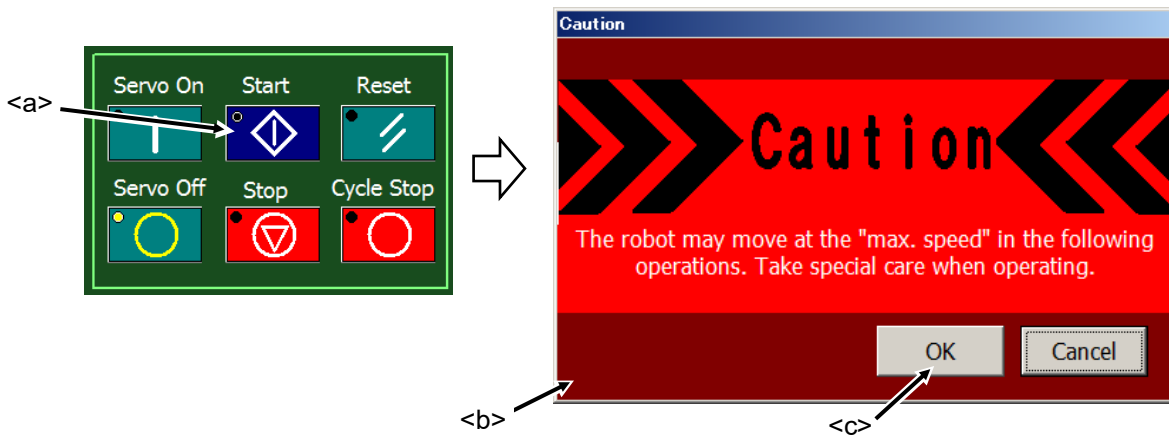 Servo On
Start
Reset
<a>
Servo Off
Stop
Cycle Stop
Caution
Caution
The robot may move at the "max. speed" in the following
operations. Take special care when operating.
OK
Cancel
<b>
<c>